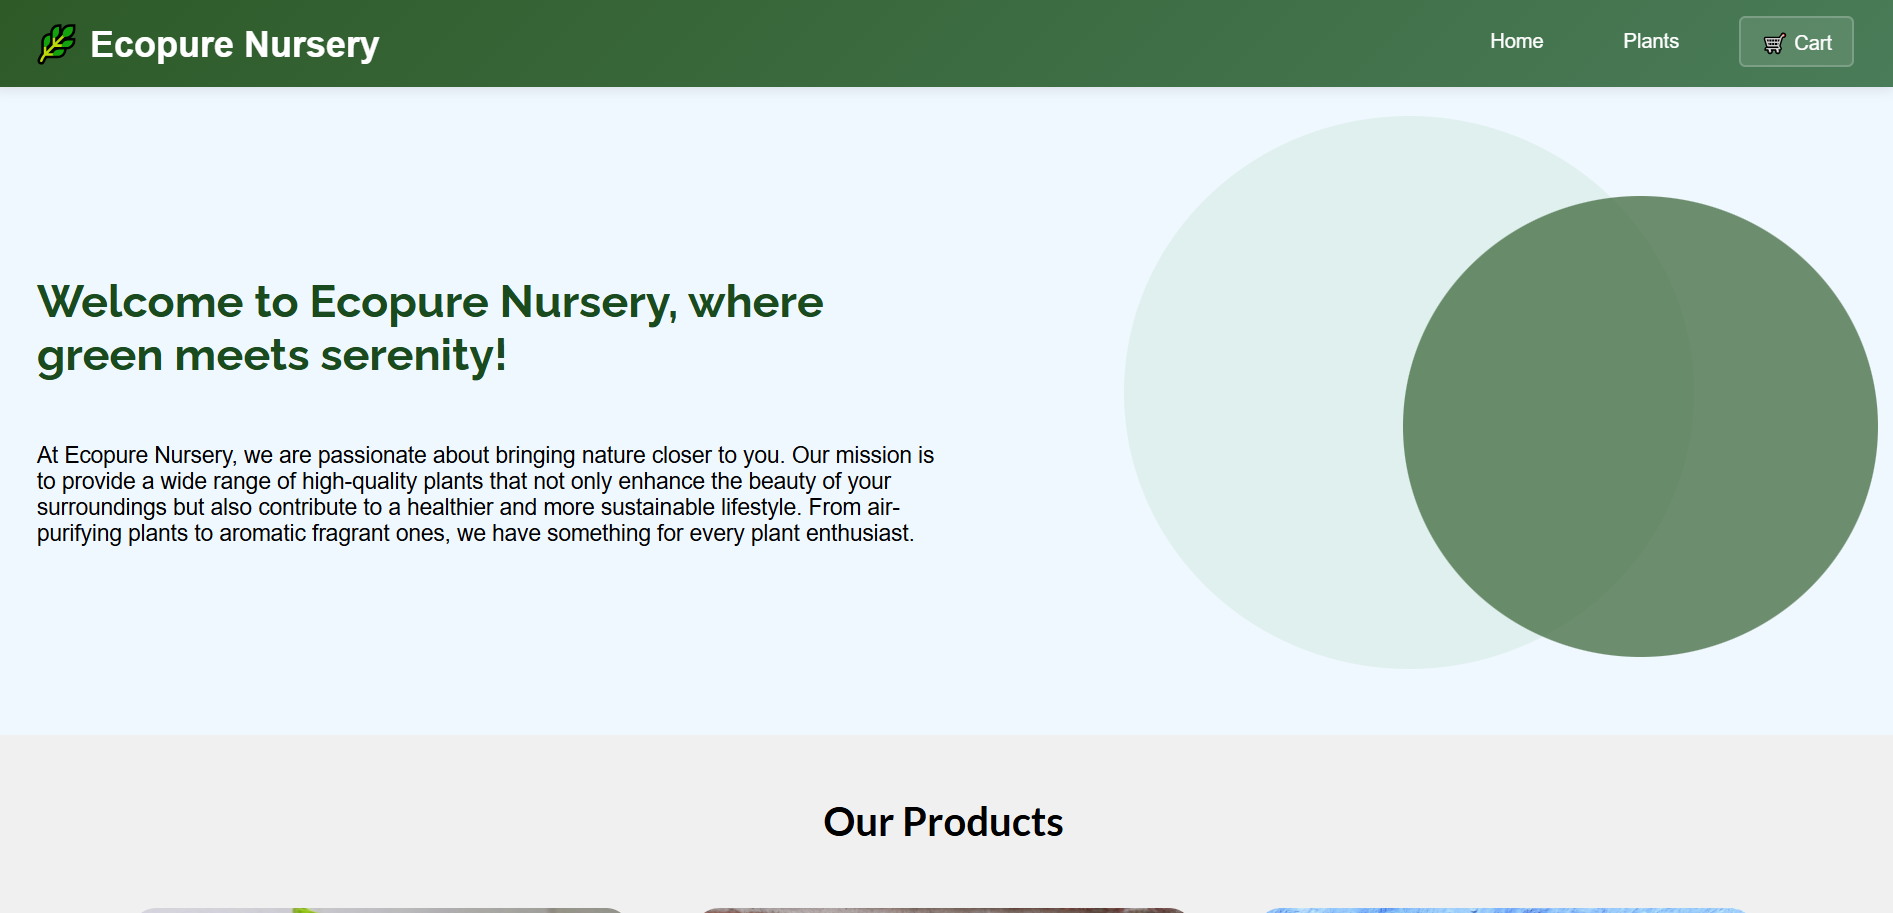 Ecopure Nursery
Home
Plants
Cart
Welcome to Ecopure Nursery, where
green meets serenity!
At Ecopure Nursery, we are passionate about bringing nature closer to you. Our mission is
to provide a wide range of high-quality plants that not only enhance the beauty of your
surroundings but also contribute to a healthier and more sustainable lifestyle. From air-
purifying plants to aromatic fragrant ones, we have something for every plant enthusiast.
Our Products